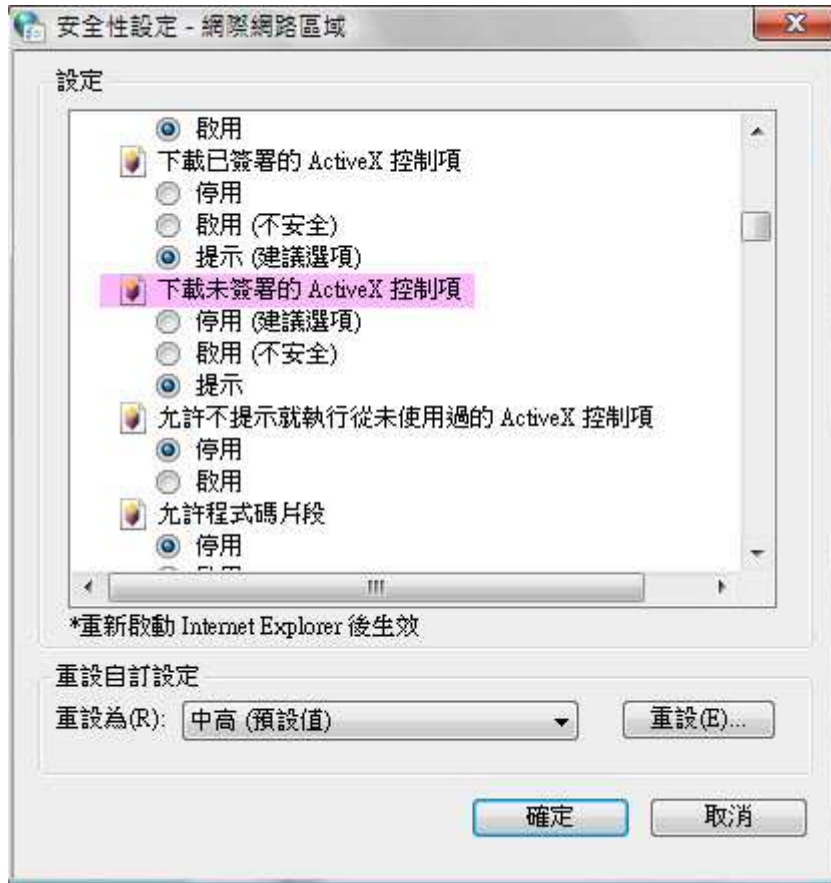 安全性設定 - 網際網路區域
設定
啟用
下載已簽署的 ActiveX 控制項
停用
啟用 (不安全)
提示 (建議選項)
下載未簽署的 ActiveX 控制項
停用 (建議選項)
啟用 (不安全)
提示
允許不提示就執行從未使用過的 ActiveX 控制項
停用
啟用
允許程式碼片段
停用
*重新啟動 Internet Explorer 後生效
重設自訂設定
重設為(R): 中高 (預設值) 重設(E)...
確定 取消